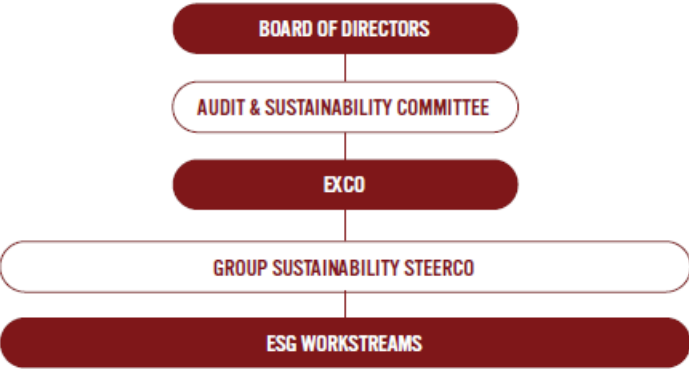 BOARD OF DIRECTORS
AUDIT & SUSTAINABILITY COMMITTEE
EXCO
GROUP SUSTAINABILITY STEERCO
ESG WORKSTREAMS